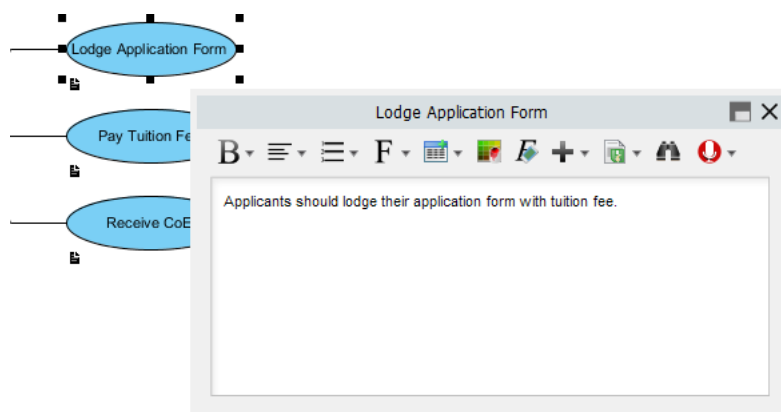 Lodge Application Form
Lodge Application Form
Pay Tuition Fe
Applicants should lodge their application form with tuition fee.
Receive CoE